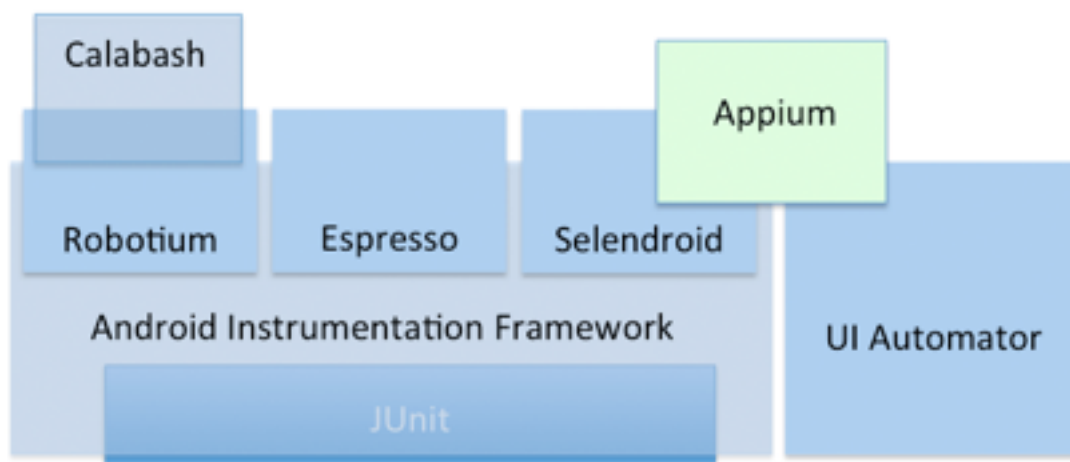 Calabash
Appium
Robotium
Espresso
Selendroid
Android Instrumentation Framework
UI Automator
JUnit